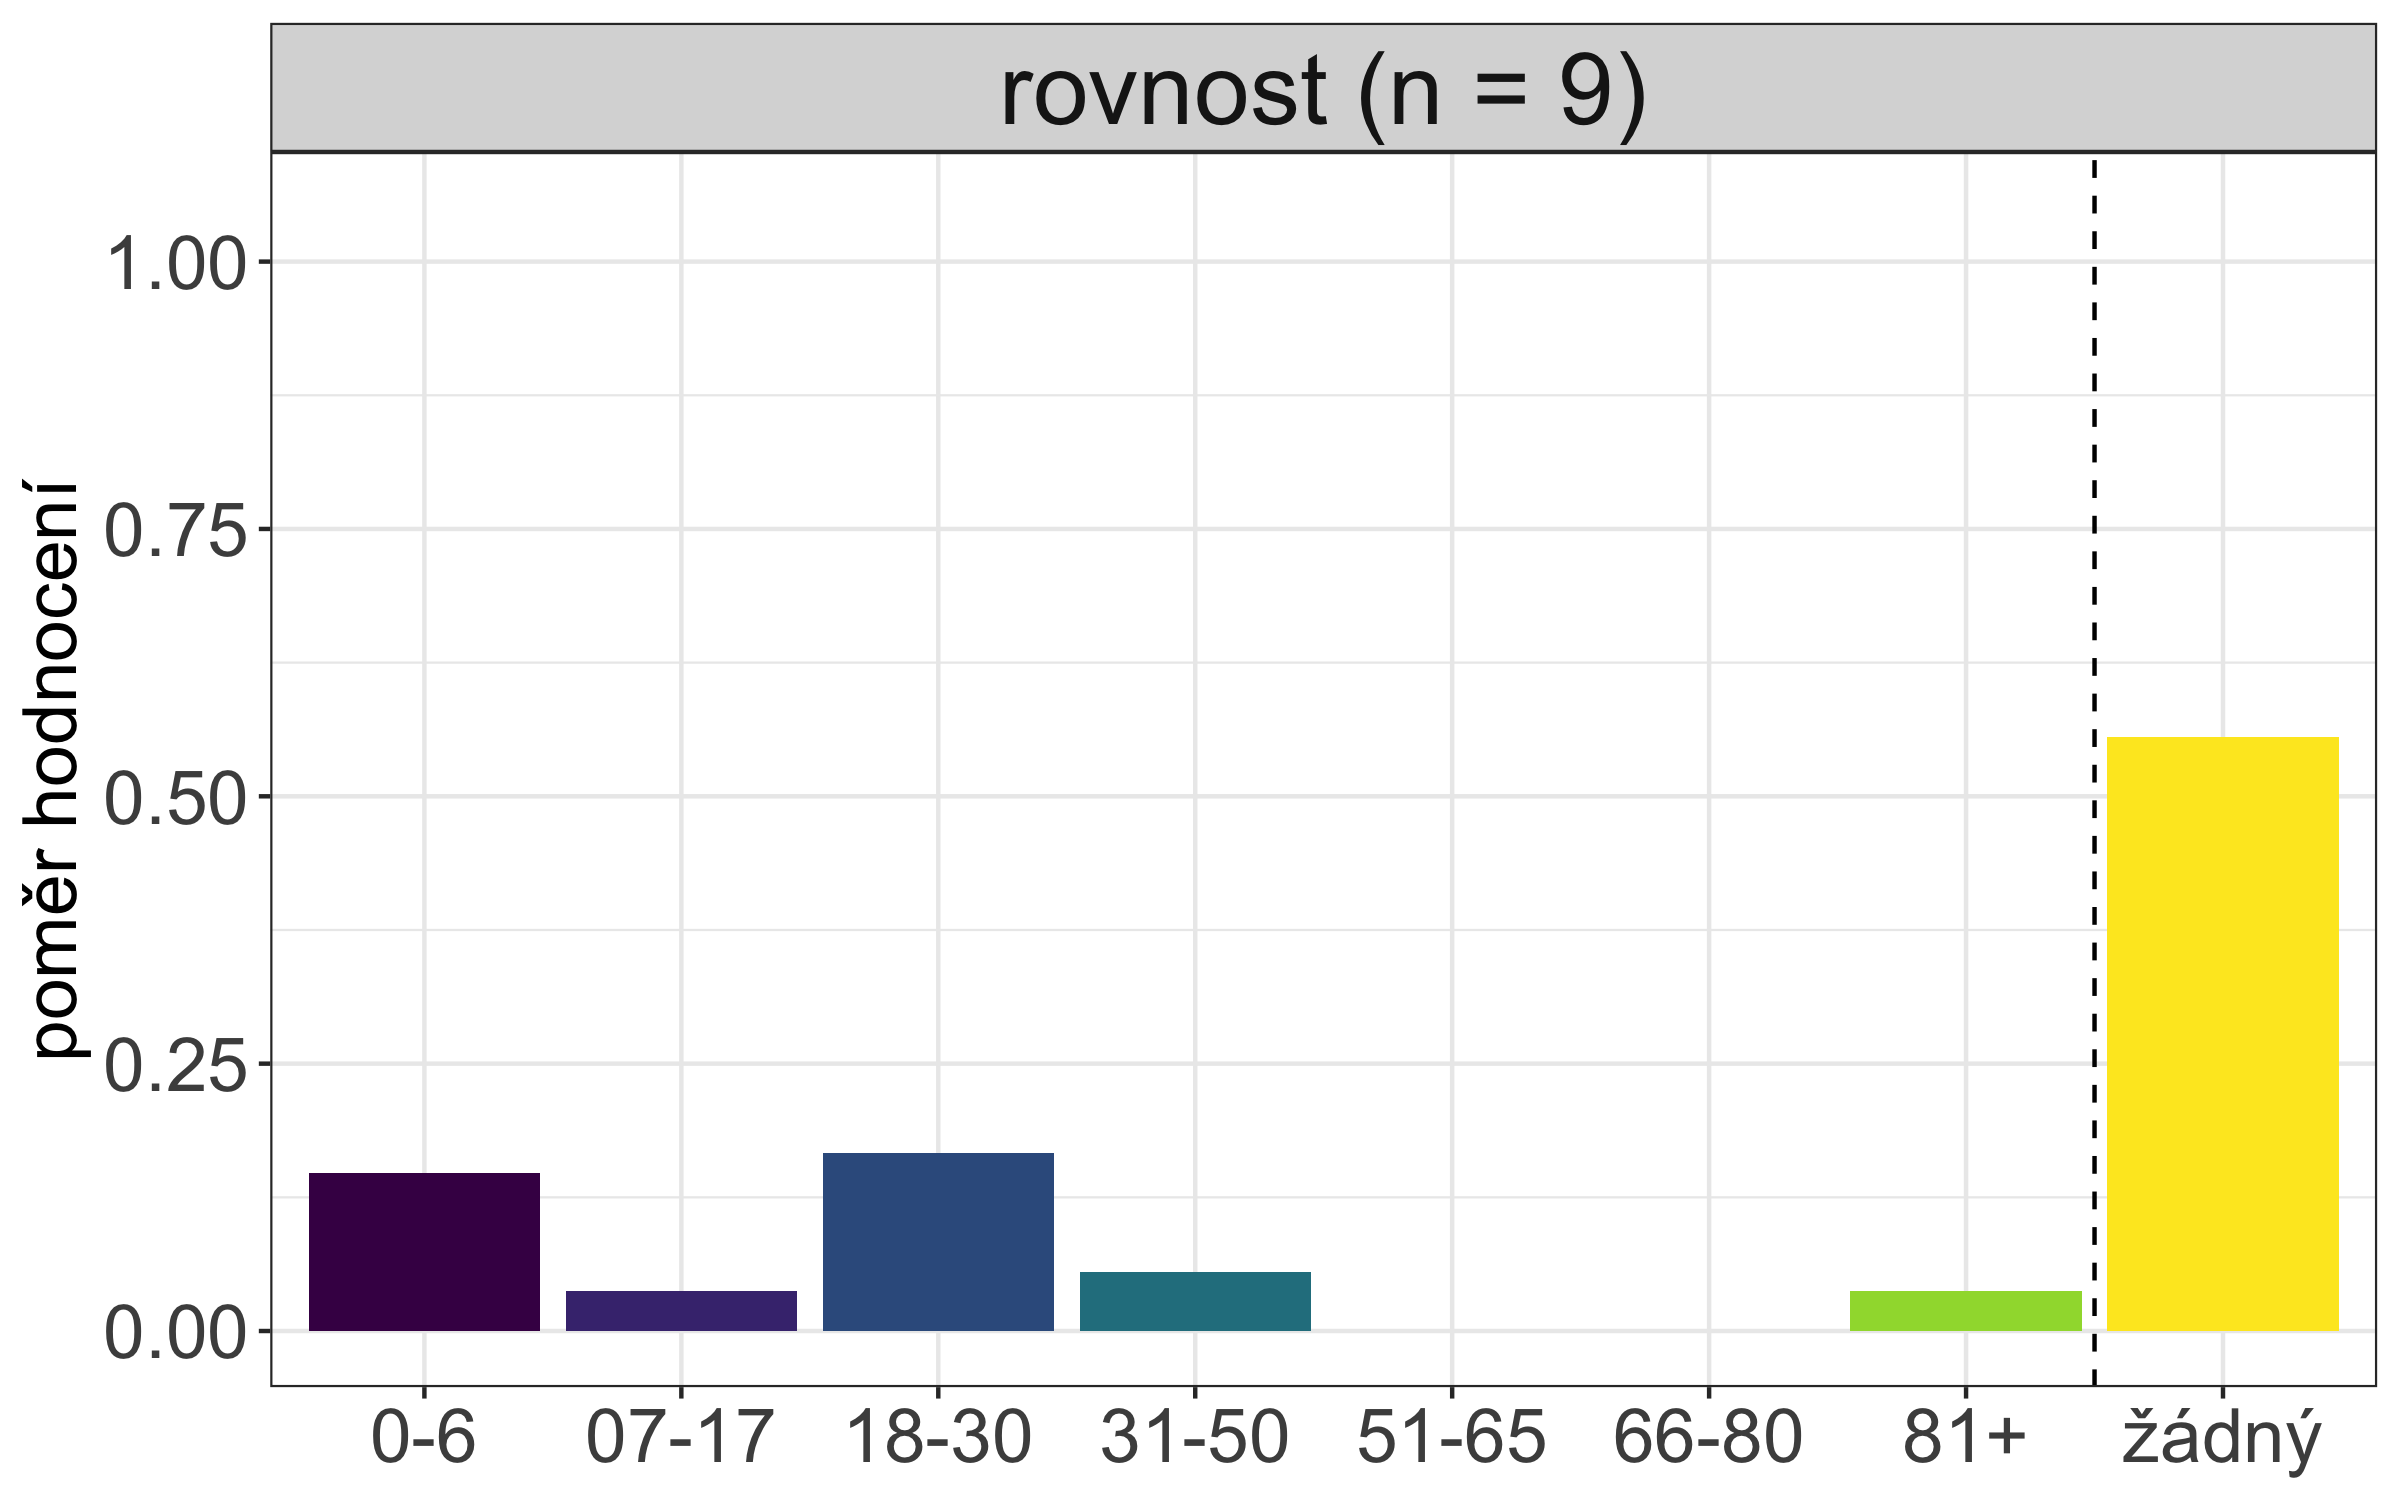 rovnost (n = 9)
poměr hodnocení
1.00
0.75
0.50
0.25
0.00
0-6 07-17 18-30 31-50 51-65 66-80 81+ žádný